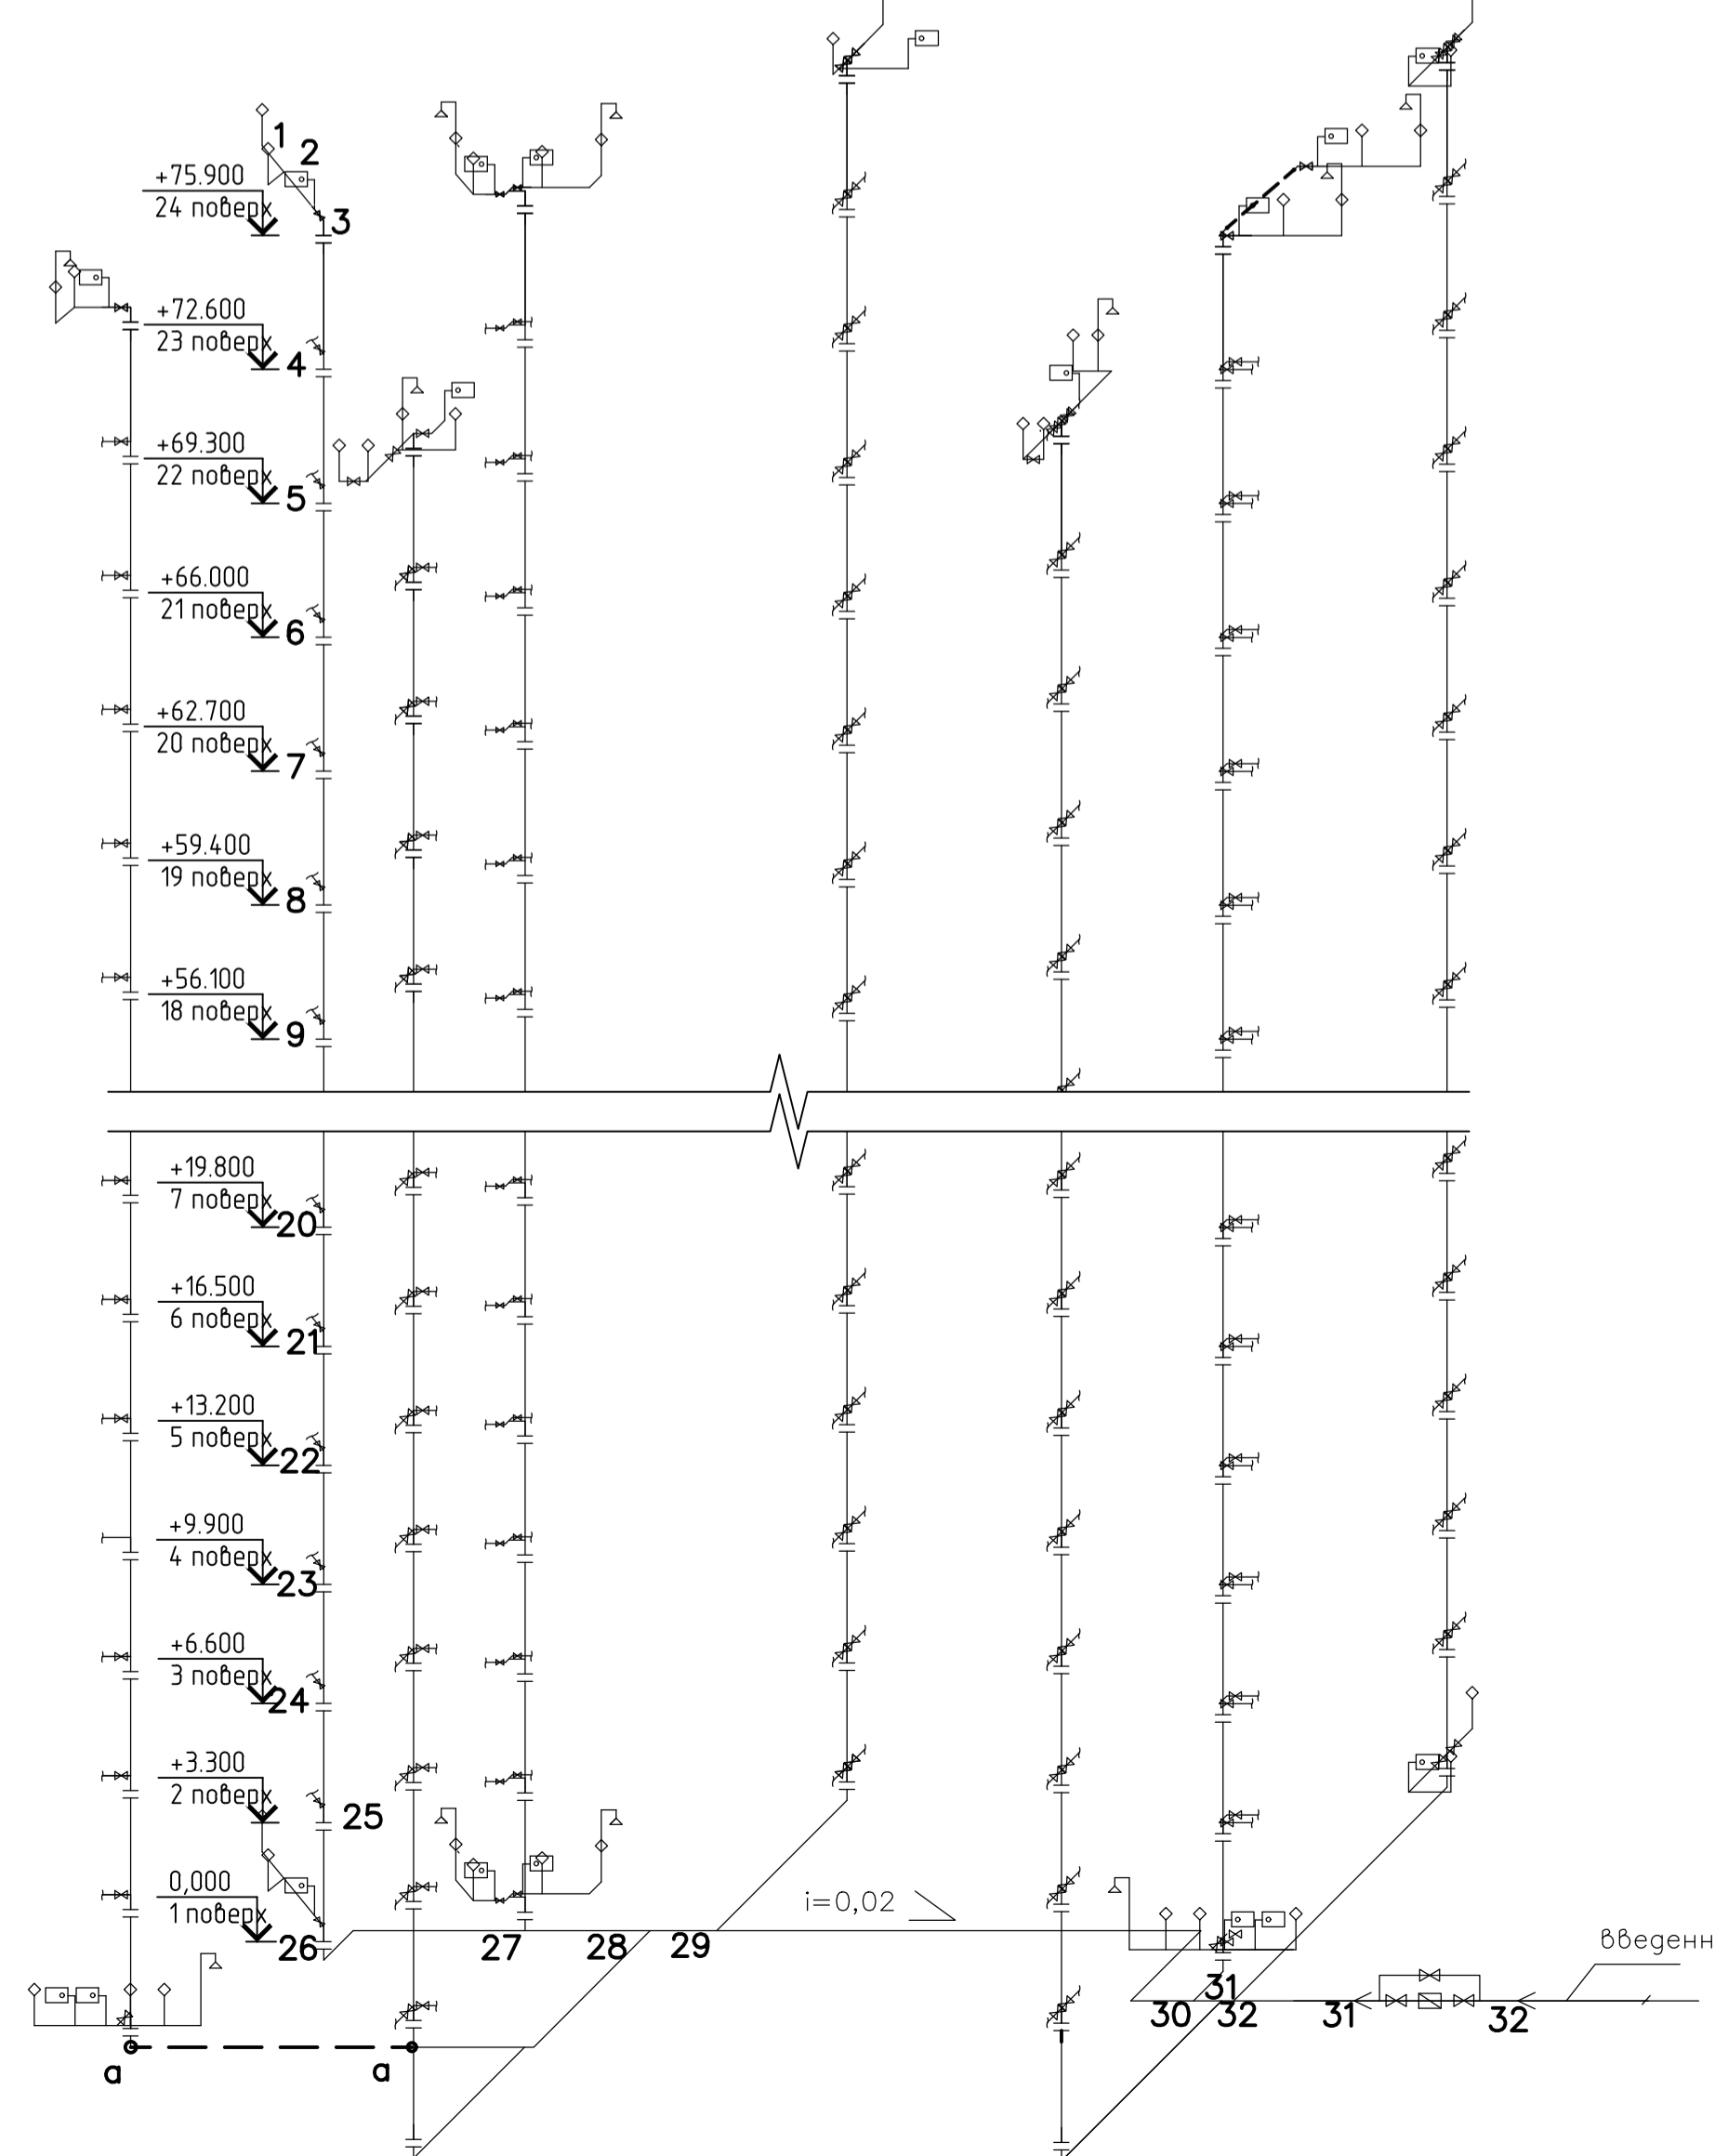 1
2
+75.900
24 поверх
3
+72.600
23 поверх
4
+69.300
22 поверх
5
+66.000
21 поверх
6
+62.700
20 поверх
7
+59.400
19 поверх
8
+56.100
18 поверх
9
+19.800
7 поверх
20
+16.500
6 поверх
21
+13.200
5 поверх
22
+9.900
4 поверх
23
+6.600
3 поверх
24
+3.300
2 поверх
25
0,000
1 поверх
26
27
28
29
i=0,02
введенн
31
30
32
31
32
а
а